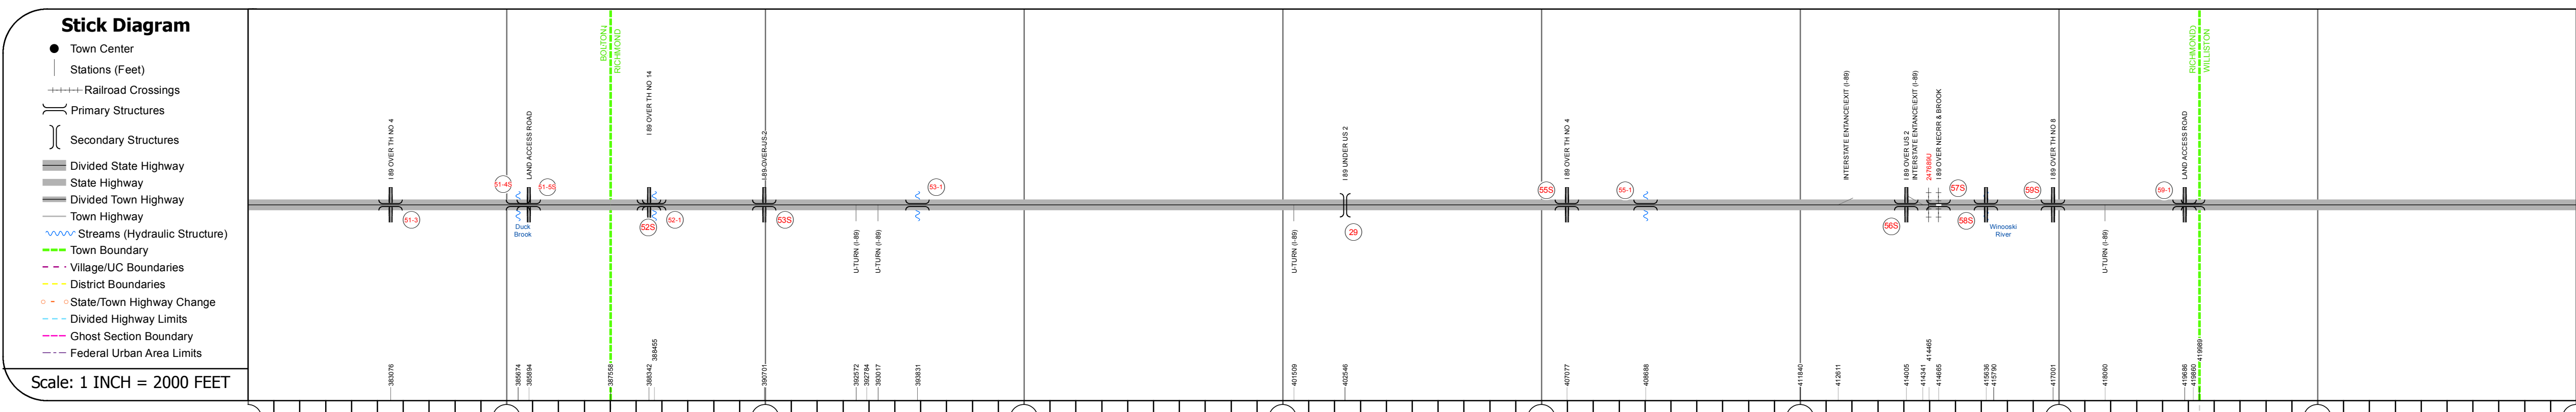 Stick Diagram
Town Center
Stations (Feet)
Railroad Crossings
Primary Structures
Secondary Structures
Divided State Highway
State Highway
Divided Town Highway
Town Highway
Streams (Hydraulic Structure)
Town Boundary
Village/UC Boundaries
District Boundaries
State/Town Highway Change
Divided Highway Limits
Ghost Section Boundary
Federal Urban Area Limits
Scale: 1 INCH = 2000 FEET
BOLTON
RICHMOND
RICHMOND
WILLISTON
I 89 OVER TH NO 4
LAND ACCESS ROAD
I 89 OVER TH NO 14
I 89 OVER US 2
I 89 UNDER US 2
I 89 OVER TH NO 4
INTERSTATE ENTANCE\EXIT (I-89)
I 89 OVER US 2
INTERSTATE ENTANCE\EXIT (I-89)
247689U
I 89 OVER NECRR & BROOK
I 89 OVER TH NO 8
LAND ACCESS ROAD
51-3
51-4S
51-5S
52S
52-1
53S
53-1
29
55S
55-1
56S
57S
58S
59S
59-1
Duck
Brook
Winooski
River
U-TURN (I-89)
U-TURN (I-89)
U-TURN (I-89)
U-TURN (I-89)
383076
385674
385894
387558
388342
388455
390701
392572
392784
393017
393831
401509
402546
407077
408688
411840
412611
414005
414341
414465
414665
415636
415790
417001
418060
419686
419860
419989